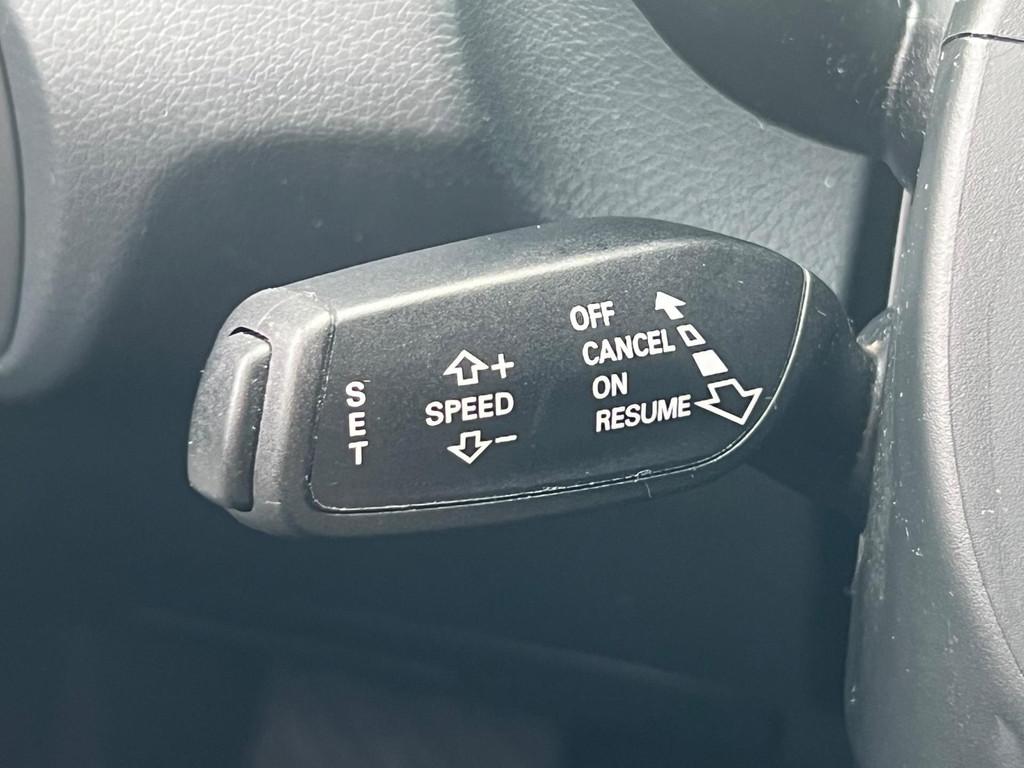 SET
+
SPEED
−
OFF
CANCEL
ON
RESUME